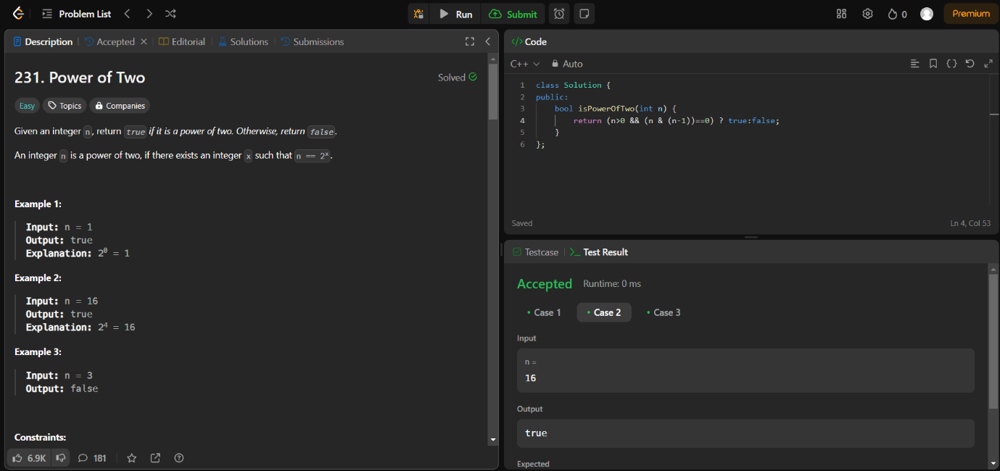 Problem List
Run
Submit
0
Premium
Description
Accepted
Editorial
Solutions
Submissions
231. Power of Two
Solved
Easy
Topics
Companies
Given an integer n, return true if it is a power of two. Otherwise, return false.
An integer n is a power of two, if there exists an integer x such that n == 2ˣ.
Example 1:
Input: n = 1
Output: true
Explanation: 2⁰ = 1
Example 2:
Input: n = 16
Output: true
Explanation: 2⁴ = 16
Example 3:
Input: n = 3
Output: false
Constraints:
6.9K
181
</> Code
C++
Auto
1 class Solution {
2 public:
3     bool isPowerOfTwo(int n) {
4         return (n>0 && (n & (n-1))==0) ? true:false;
5     }
6 };
Saved
Ln 4, Col 53
Testcase
>_ Test Result
Accepted
Runtime: 0 ms
• Case 1
• Case 2
• Case 3
Input
n =
16
Output
true
Expected